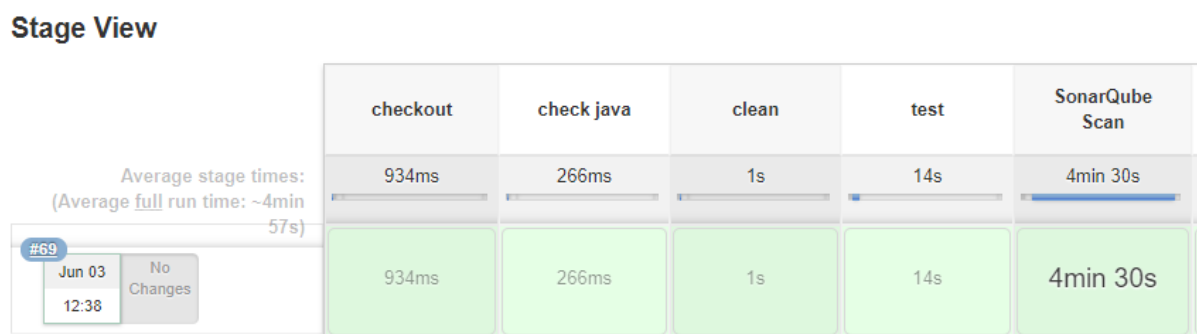 Stage View
checkout
check java
clean
test
SonarQube
Scan
Average stage times:
(Average full run time: ~4min
57s)
934ms
266ms
1s
14s
4min 30s
#69
Jun 03
12:38
No
Changes
934ms
266ms
1s
14s
4min 30s